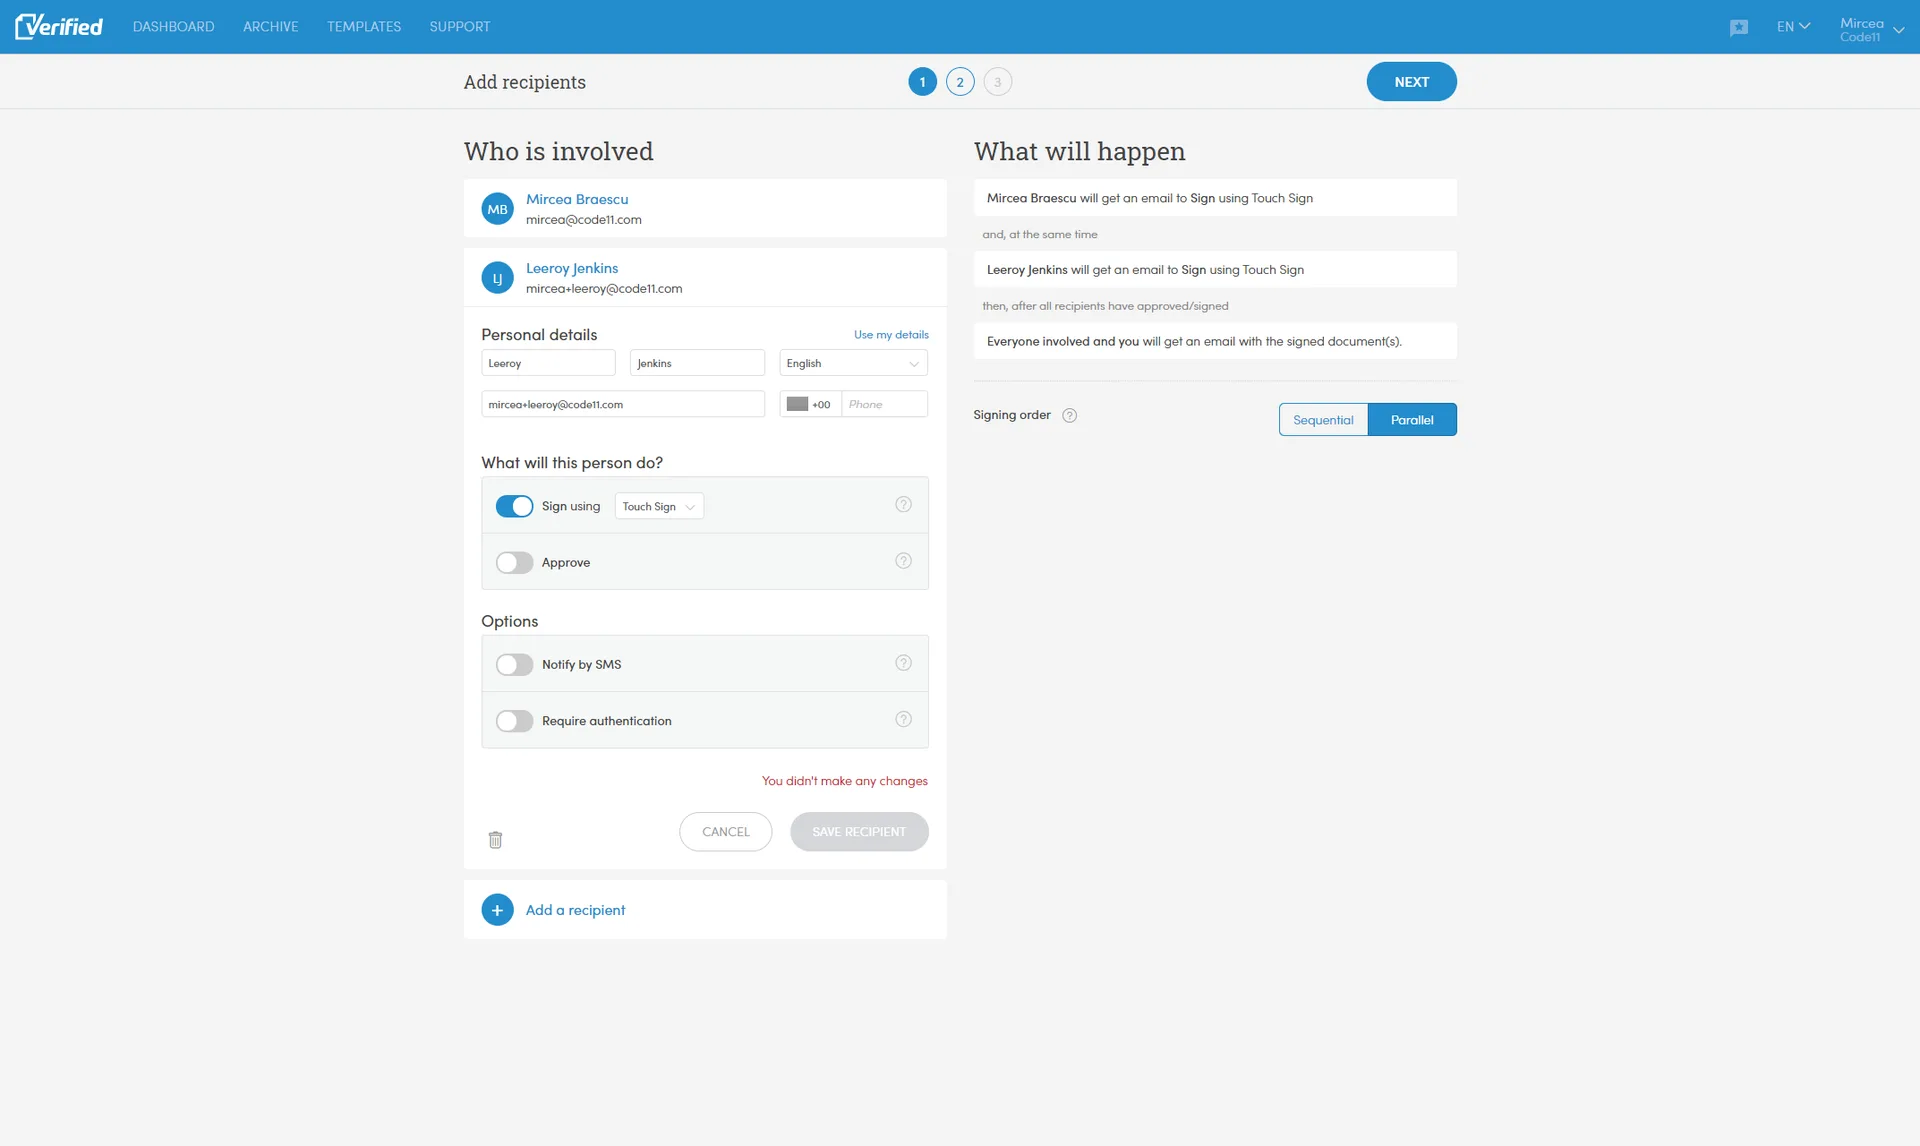 Verified DASHBOARD ARCHIVE TEMPLATES SUPPORT EN Mircea
Code11
Add recipients 1 2 3 NEXT
Who is involved
MB Mircea Braescu
mircea@code11.com
LJ Leeroy Jenkins
mircea+leeroy@code11.com
Personal details Use my details
Leeroy Jenkins English
mircea+leeroy@code11.com +00 Phone
What will this person do?
Sign using Touch Sign ?
Approve ?
Options
Notify by SMS ?
Require authentication ?
You didn't make any changes
CANCEL SAVE RECIPIENT
+ Add a recipient
What will happen
Mircea Braescu will get an email to Sign using Touch Sign
and, at the same time
Leeroy Jenkins will get an email to Sign using Touch Sign
then, after all recipients have approved/signed
Everyone involved and you will get an email with the signed document(s).
Signing order ? Sequential Parallel